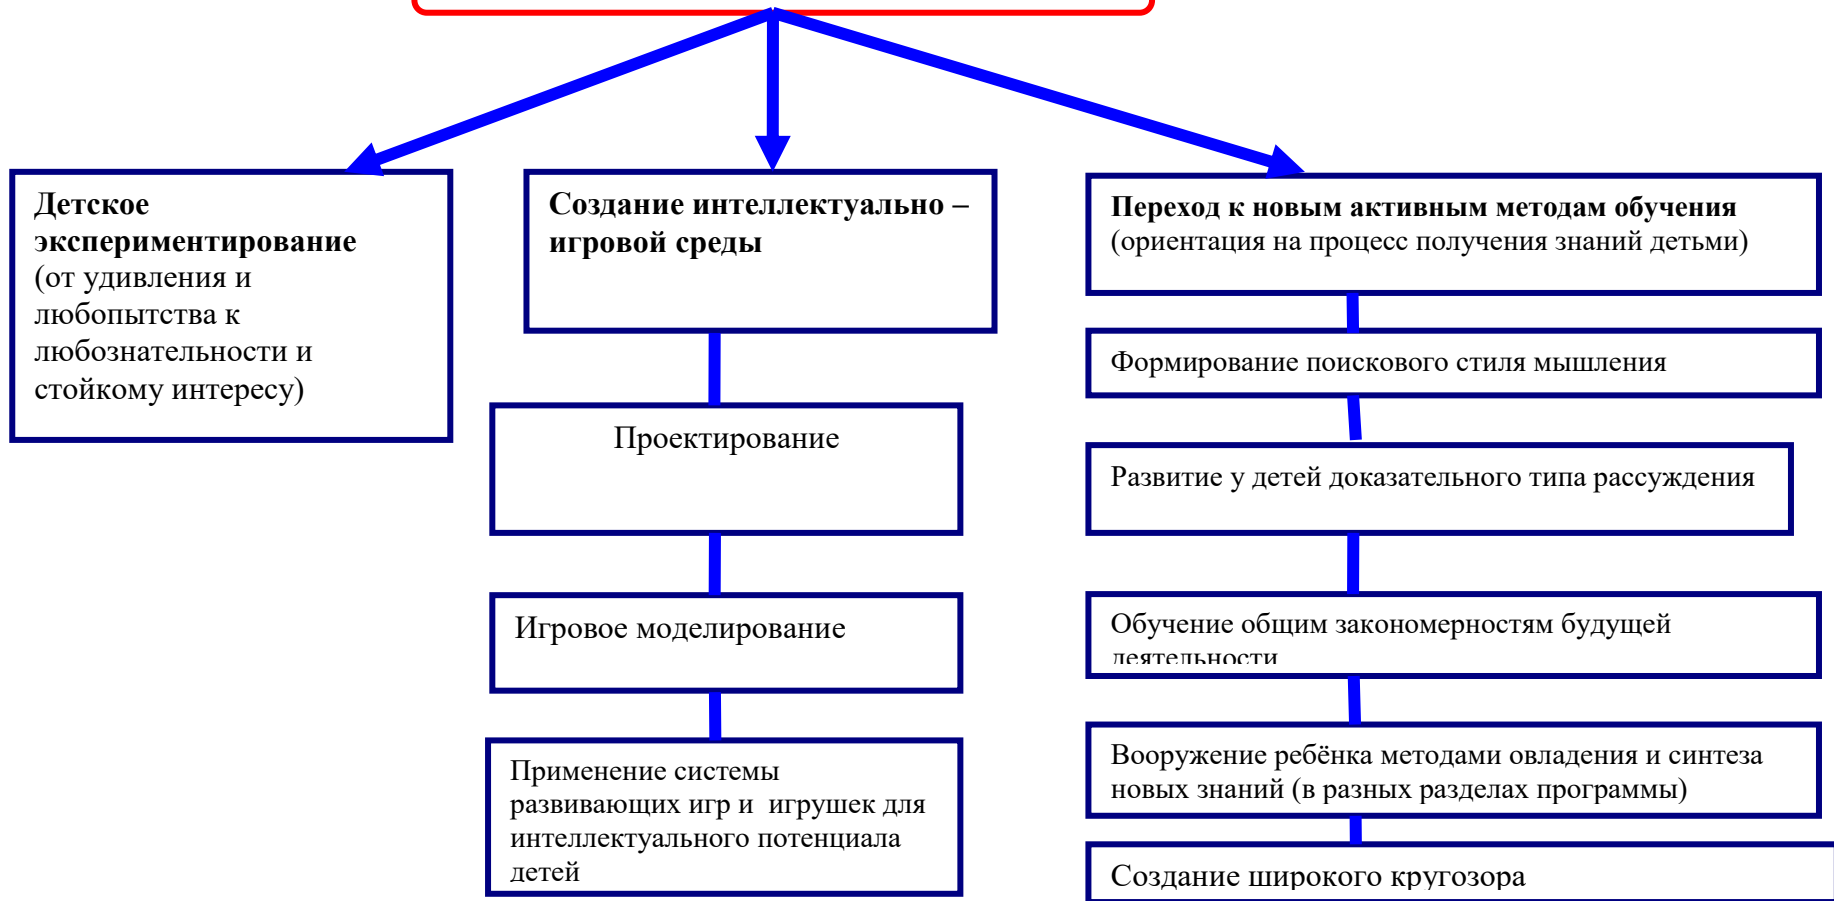 Детское
экспериментирование
(от удивления и
любопытства к
любознательности и
стойкому интересу)
Создание интеллектуально –
игровой среды
Проектирование
Игровое моделирование
Применение системы
развивающих игр и  игрушек для
интеллектуального потенциала
детей
Переход к новым активным методам обучения
(ориентация на процесс получения знаний детьми)
Формирование поискового стиля мышления
Развитие у детей доказательного типа рассуждения
Обучение общим закономерностям будущей
деятельности
Вооружение ребёнка методами овладения и синтеза
новых знаний (в разных разделах программы)
Создание широкого кругозора